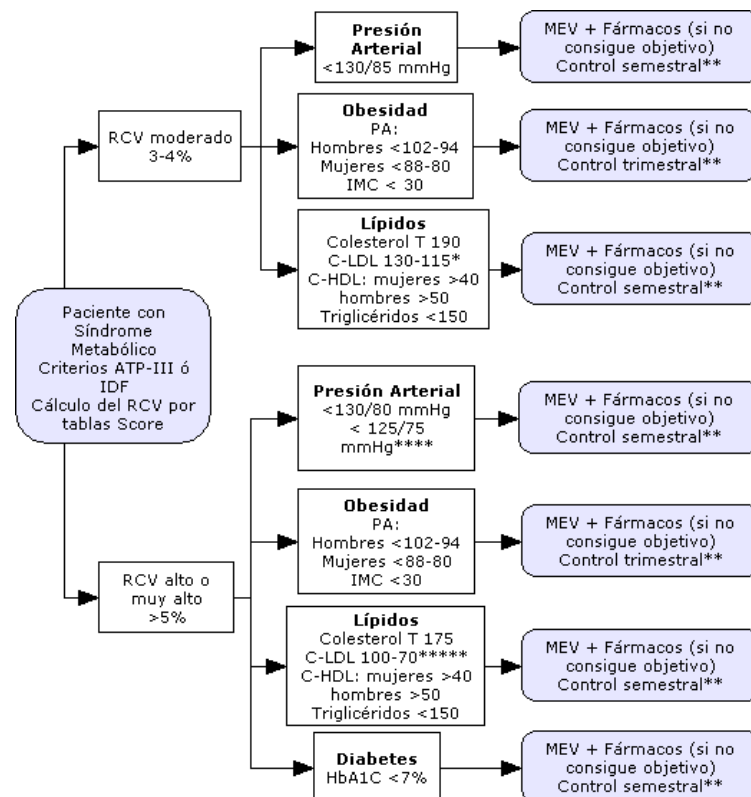 Paciente con
Síndrome
Metabólico
Criterios ATP-III ó
IDF
Cálculo del RCV por
tablas Score
RCV moderado
3-4%
Presión
Arterial
<130/85 mmHg
MEV + Fármacos (si no
consigue objetivo)
Control semestral**
Obesidad
PA:
Hombres <102-94
Mujeres <88-80
IMC < 30
MEV + Fármacos (si no
consigue objetivo)
Control trimestral**
Lípidos
Colesterol T 190
C-LDL 130-115*
C-HDL: mujeres >40
hombres >50
Triglicéridos <150
MEV + Fármacos (si no
consigue objetivo)
Control semestral**
RCV alto o
muy alto
>5%
Presión Arterial
<130/80 mmHg
< 125/75
mmHg****
MEV + Fármacos (si no
consigue objetivo)
Control semestral**
Obesidad
PA:
Hombres <102-94
Mujeres <88-80
IMC <30
MEV + Fármacos (si no
consigue objetivo)
Control trimestral**
Lípidos
Colesterol T 175
C-LDL 100-70*****
C-HDL: mujeres >40
hombres >50
Triglicéridos <150
MEV + Fármacos (si no
consigue objetivo)
Control semestral**
Diabetes
HbA1C <7%
MEV + Fármacos (si no
consigue objetivo)
Control semestral**